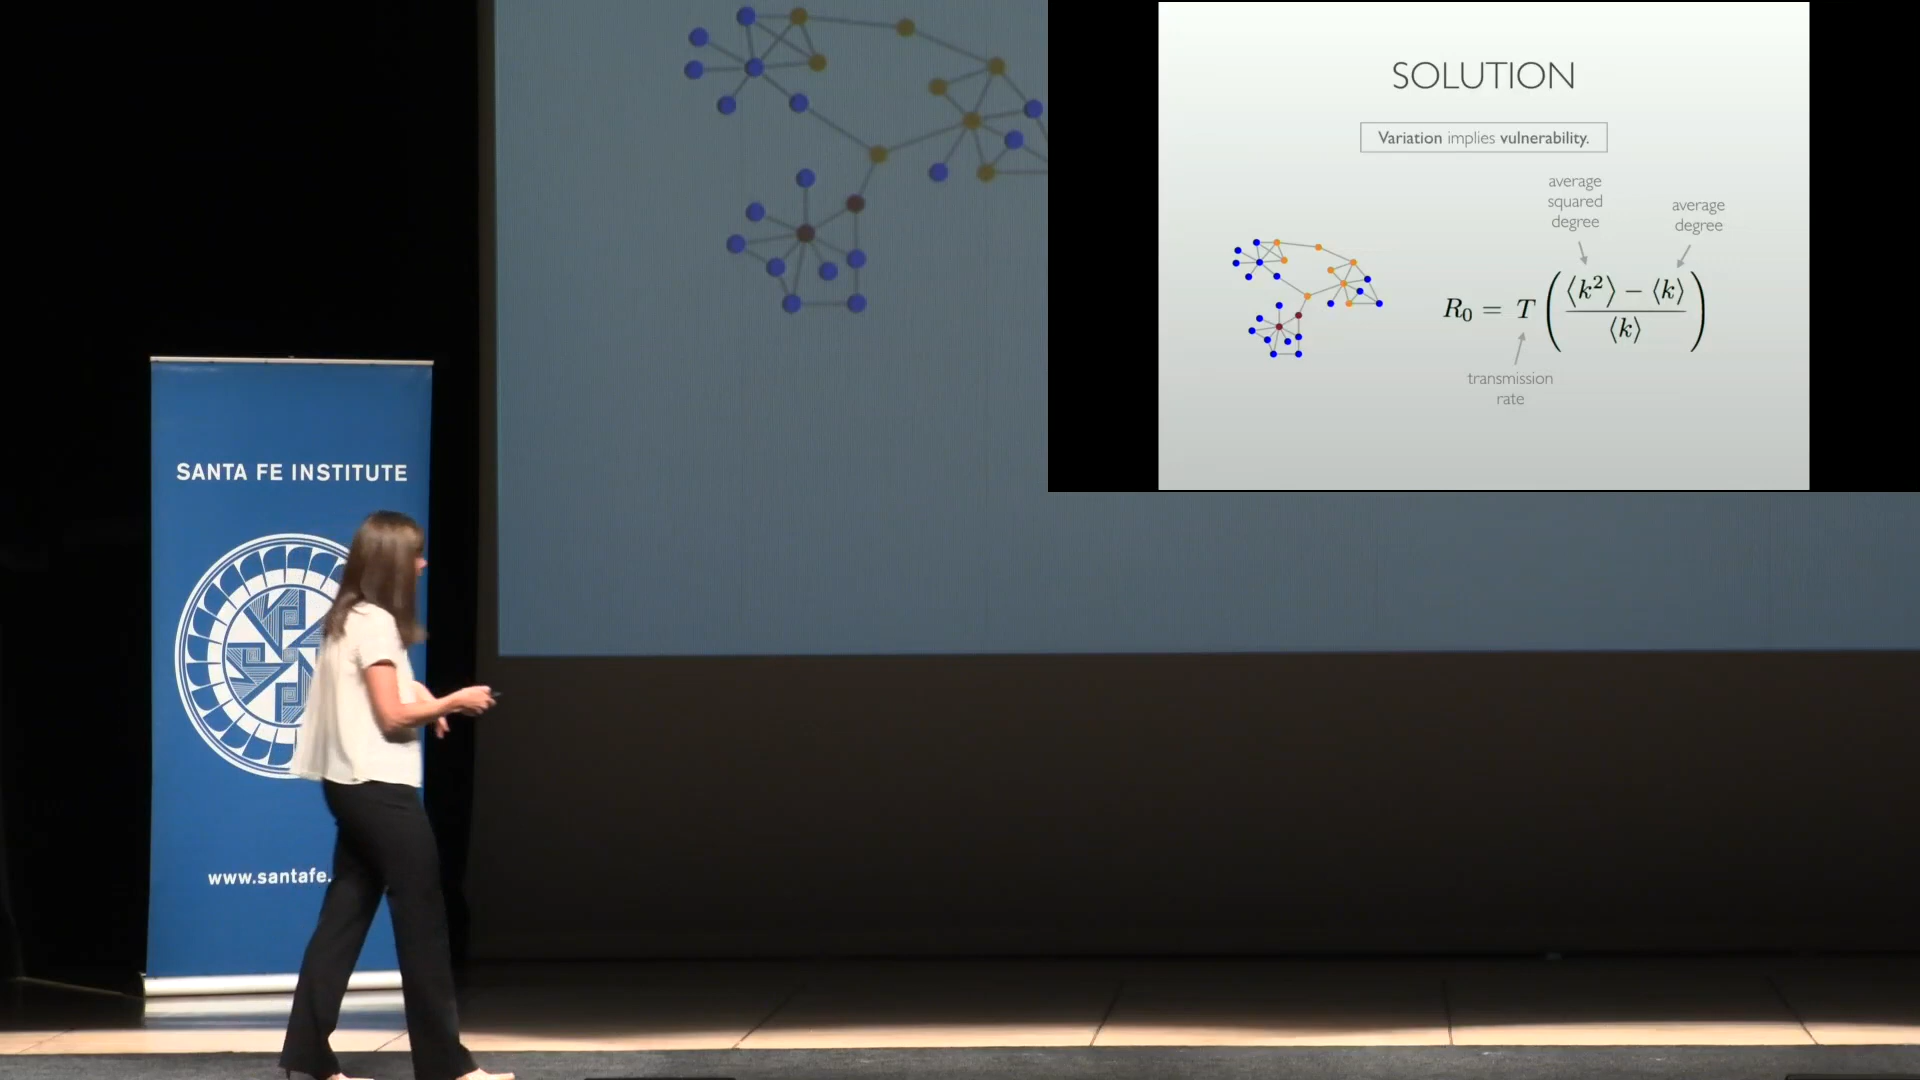 SOLUTION
Variation implies vulnerability.
average
squared
degree
average
degree
R₀ = T ( (⟨k²⟩ − ⟨k⟩) / ⟨k⟩ )
transmission
rate
SANTA FE INSTITUTE
www.santafe.